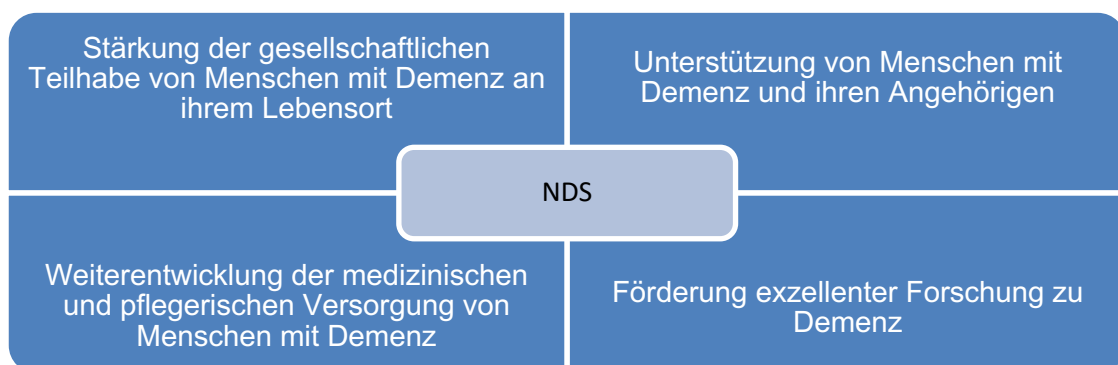 Stärkung der gesellschaftlichen
Teilhabe von Menschen mit Demenz an
ihrem Lebensort
Unterstützung von Menschen mit
Demenz und ihren Angehörigen
NDS
Weiterentwicklung der medizinischen
und pflegerischen Versorgung von
Menschen mit Demenz
Förderung exzellenter Forschung zu
Demenz